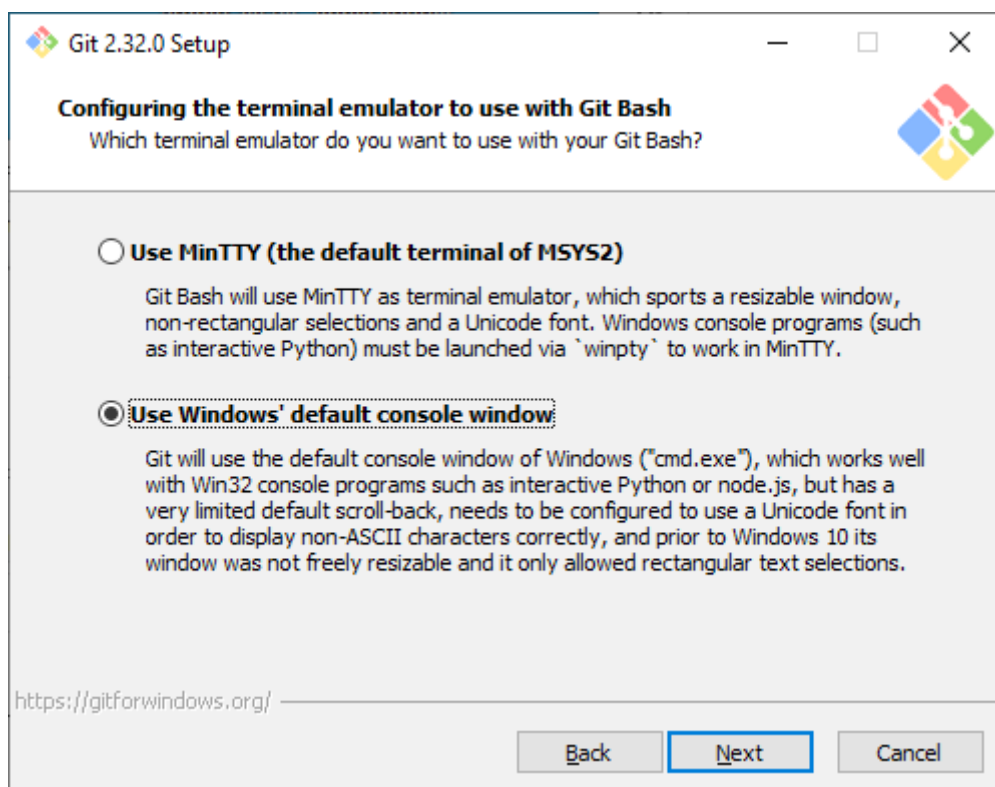 Git 2.32.0 Setup
Configuring the terminal emulator to use with Git Bash
Which terminal emulator do you want to use with your Git Bash?
Use MinTTY (the default terminal of MSYS2)
Git Bash will use MinTTY as terminal emulator, which sports a resizable window,
non-rectangular selections and a Unicode font. Windows console programs (such
as interactive Python) must be launched via `winpty` to work in MinTTY.
Use Windows' default console window
Git will use the default console window of Windows ("cmd.exe"), which works well
with Win32 console programs such as interactive Python or node.js, but has a
very limited default scroll-back, needs to be configured to use a Unicode font in
order to display non-ASCII characters correctly, and prior to Windows 10 its
window was not freely resizable and it only allowed rectangular text selections.
https://gitforwindows.org/
Back Next Cancel